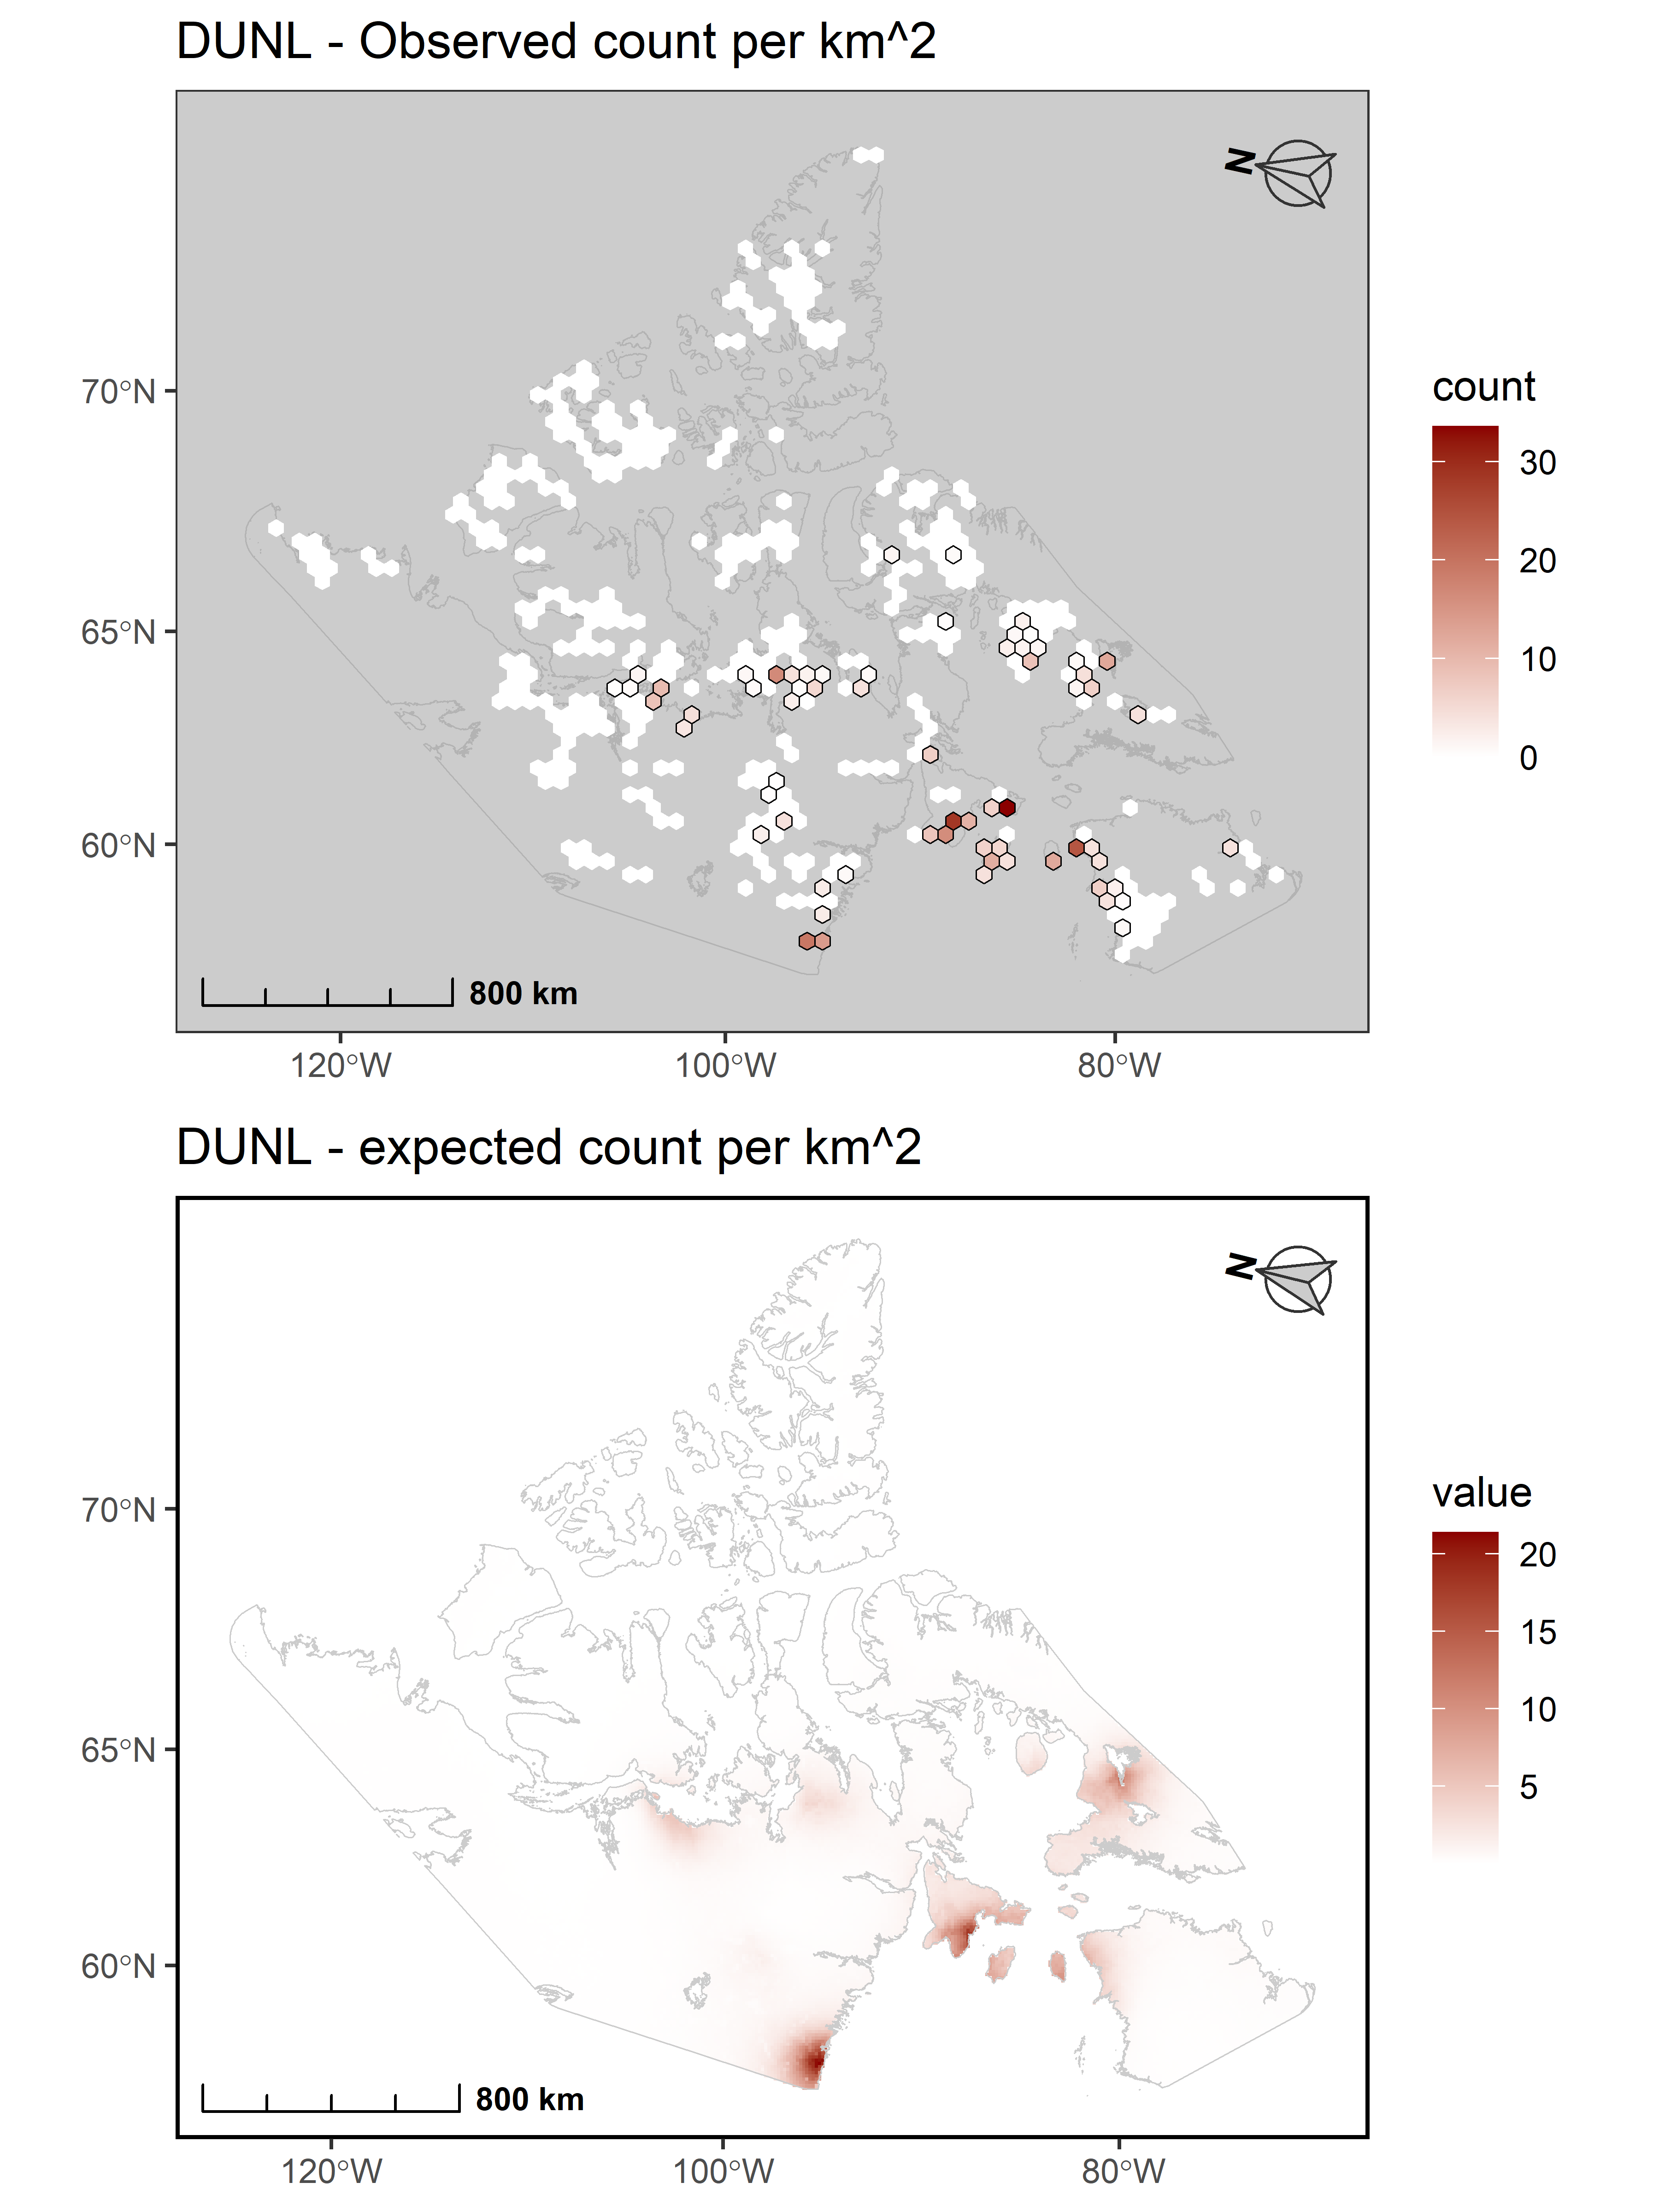 DUNL - Observed count per km^2
N
70°N
65°N
60°N
800 km
120°W
100°W
80°W
count
30
20
10
0
DUNL - expected count per km^2
N
70°N
65°N
60°N
800 km
120°W
100°W
80°W
value
20
15
10
5